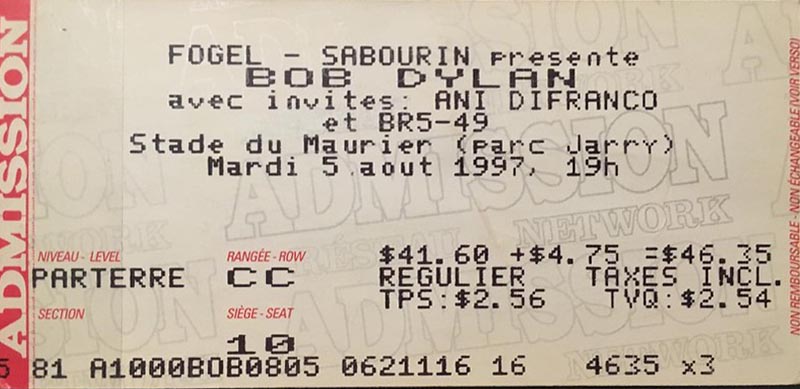 ADMISSION
FOGEL - SABOURIN presente
BOB DYLAN
avec invites: ANI DIFRANCO
et BR5-49
Stade du Maurier (parc Jarry)
Mardi 5 aout 1997, 19h
ADMISSION
RÉSEAU NETWORK
NIVEAU - LEVEL
PARTERRE
RANGÉE - ROW
CC
$41.60 +$4.75 =$46.35
REGULIER TAXES INCL.
TPS:$2.56 TVQ:$2.54
SECTION
SIÈGE - SEAT
10
81 A1000BOB0805 0621116 16 4635 x3
NON REMBOURSABLE - NON ÉCHANGEABLE (VOIR VERSO)